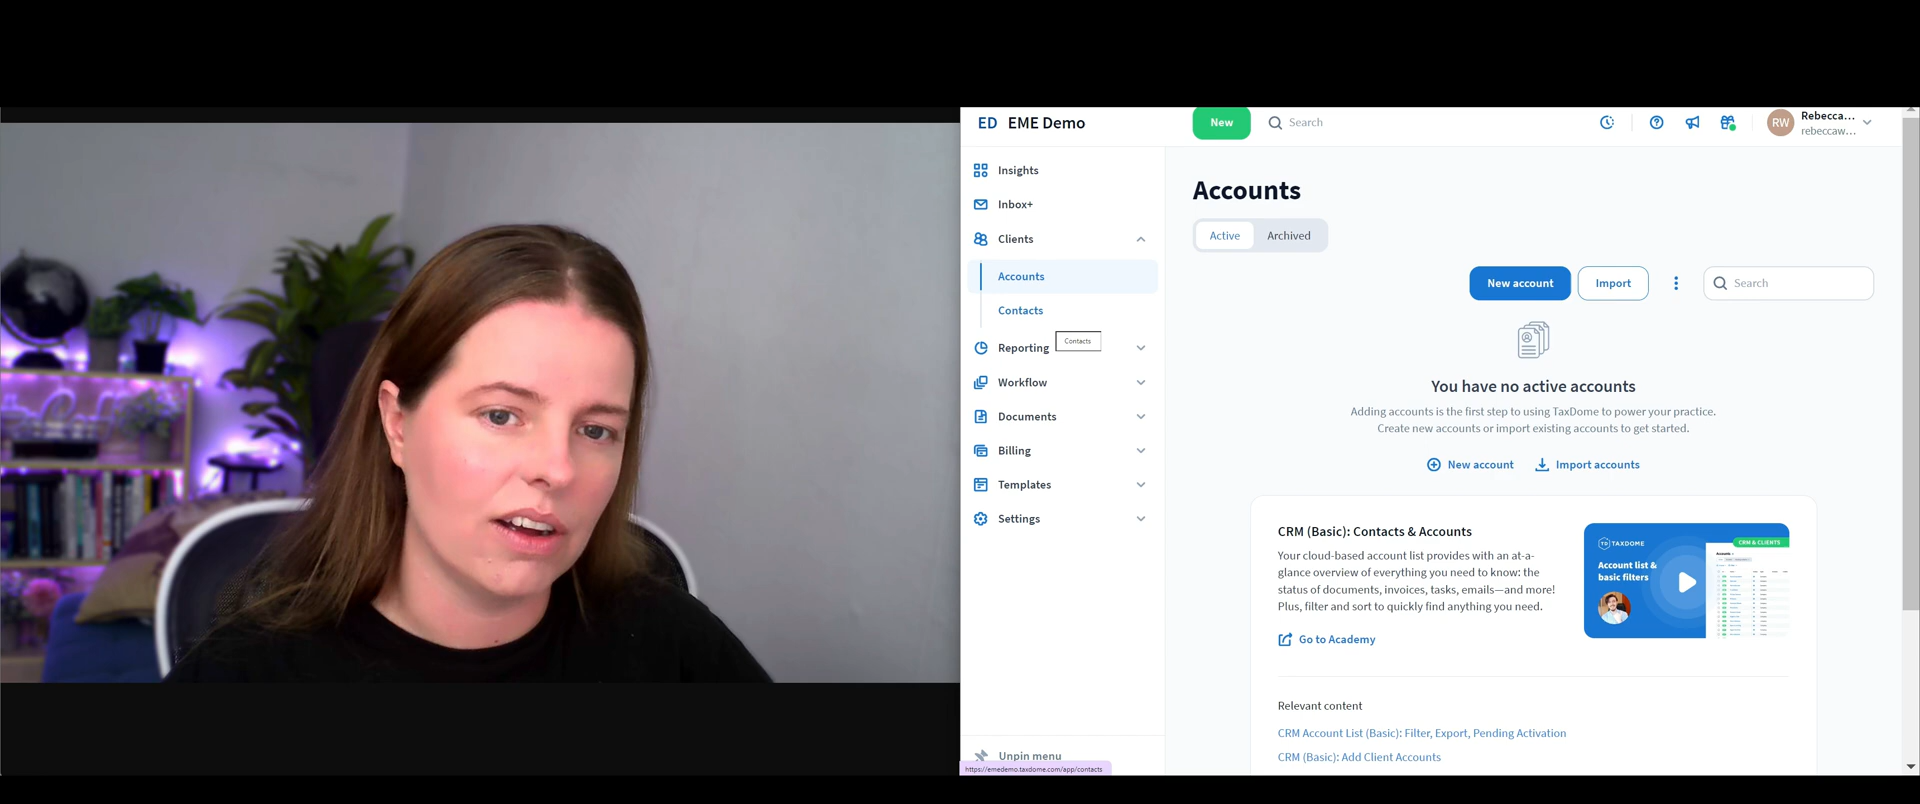 ED EME Demo
New
Search
RW
Rebecca...
rebeccaw...
Insights
Inbox+
Clients
Accounts
Contacts
Contacts
Reporting
Workflow
Documents
Billing
Templates
Settings
Unpin menu
https://emedemo.taxdome.com/app/contacts
Accounts
Active
Archived
New account
Import
Search
You have no active accounts
Adding accounts is the first step to using TaxDome to power your practice.
Create new accounts or import existing accounts to get started.
New account
Import accounts
CRM (Basic): Contacts & Accounts
Your cloud-based account list provides with an at-a-
glance overview of everything you need to know: the
status of documents, invoices, tasks, emails—and more!
Plus, filter and sort to quickly find anything you need.
Go to Academy
TD TAXDOME
CRM & CLIENTS
Account list &
basic filters
Accounts
Relevant content
CRM Account List (Basic): Filter, Export, Pending Activation
CRM (Basic): Add Client Accounts